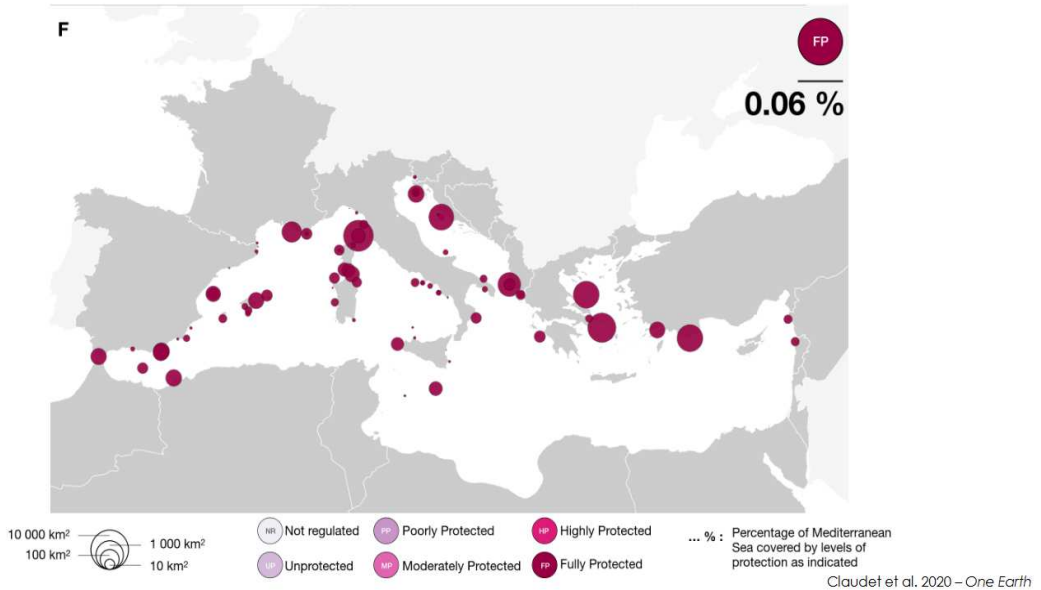 F
FP
0.06 %
10 000 km²
1 000 km²
100 km²
10 km²
NR Not regulated
PP Poorly Protected
HP Highly Protected
UP Unprotected
MP Moderately Protected
FP Fully Protected
... % : Percentage of Mediterranean
Sea covered by levels of
protection as indicated
Claudet et al. 2020 – One Earth